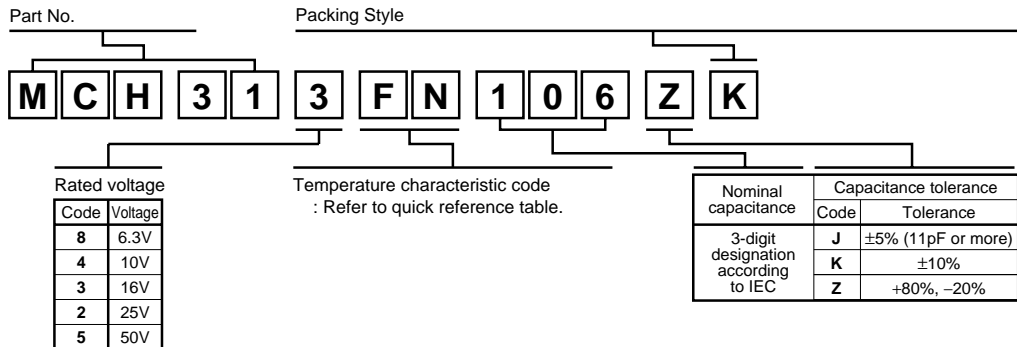 Part No.
Packing Style
M C H 3 1 3 F N 1 0 6 Z K
Rated voltage
Code Voltage
8 6.3V
4 10V
3 16V
2 25V
5 50V
Temperature characteristic code
: Refer to quick reference table.
Nominal
capacitance
3-digit
designation
according
to IEC
Capacitance tolerance
Code Tolerance
J ±5% (11pF or more)
K ±10%
Z +80%, −20%